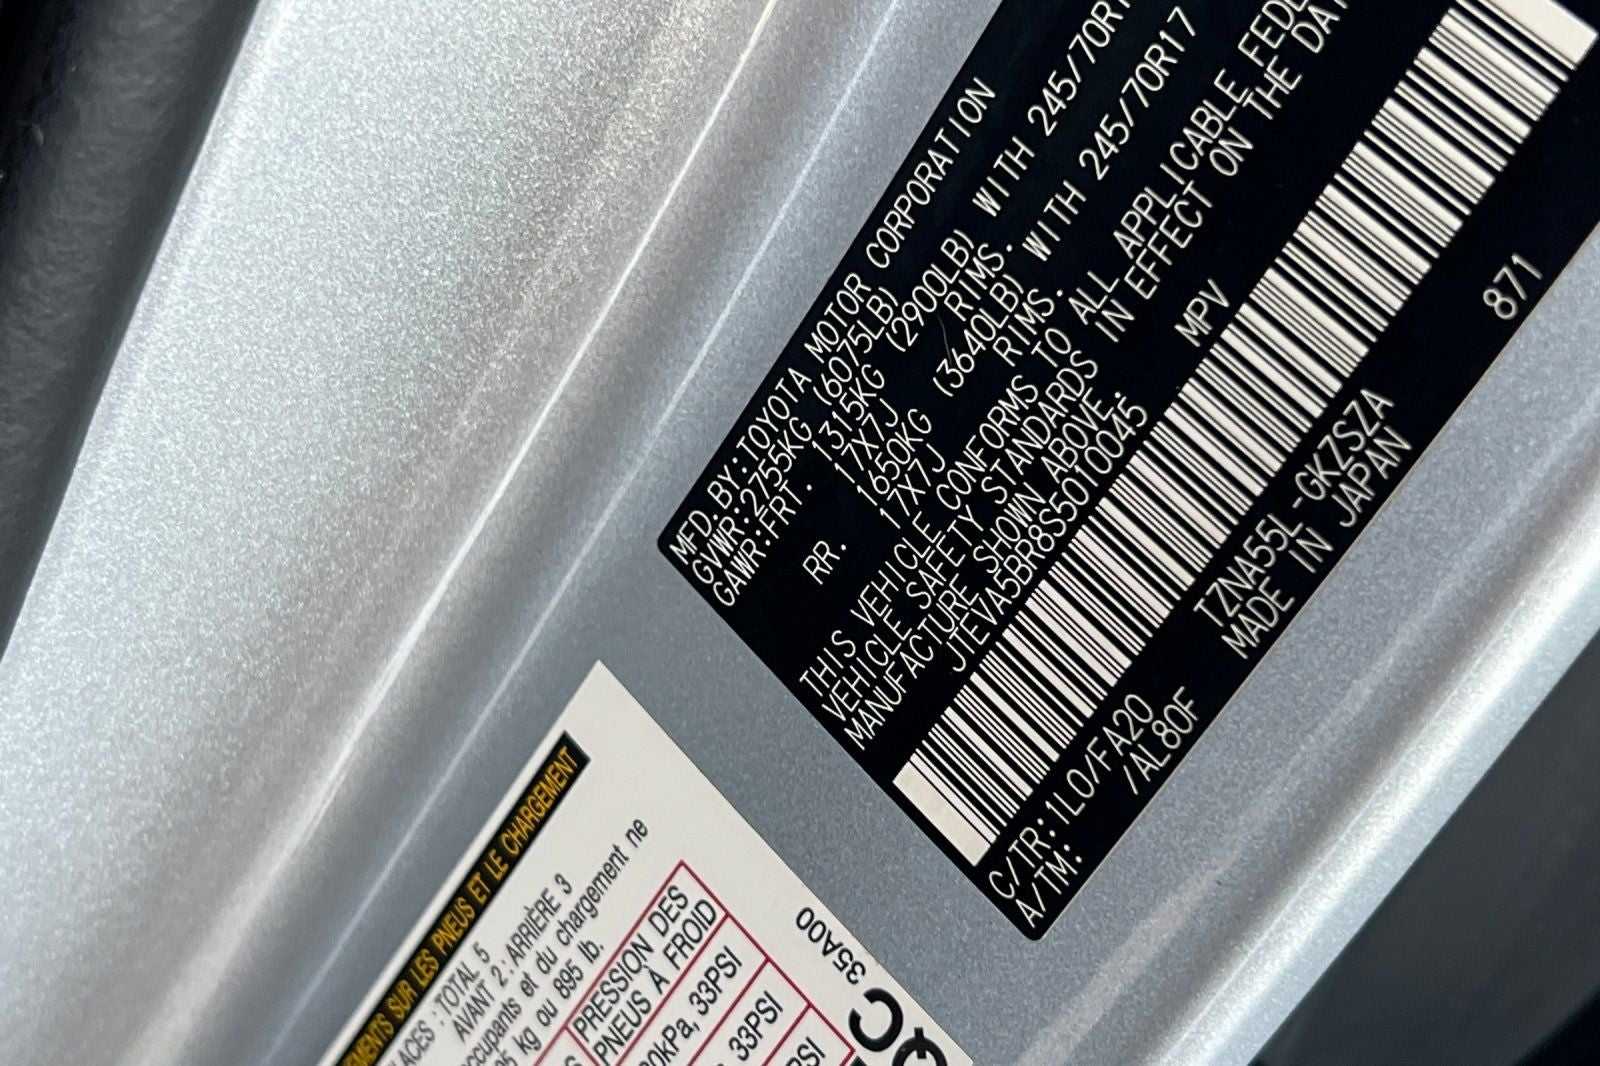 MFD. BY:TOYOTA MOTOR CORPORATION
GVWR:2755KG (6075LB)
GAWR:FRT. 1315KG (2900LB) WITH 245/70R1
17X7J RIMS.
RR. 1650KG (3640LB) WITH 245/70R17
17X7J RIMS.
THIS VEHICLE CONFORMS TO ALL APPLICABLE
VEHICLE SAFETY STANDARDS IN EFFECT ON THE
MANUFACTURE SHOWN ABOVE.
JTEVA5BR8S5010045 MPV
C/TR:1L0/FA20 TZNA55L-GKZSZA
A/TM: /AL80F MADE IN JAPAN
871
SUR LES PNEUS ET LE CHARGEMENT
TOTAL 5
AVANT 2: ARRIÈRE 3
et du chargement ne
kg ou 895 lb.
PRESSION DES
PNEUS À FROID
33PSI
33PSI
35A00